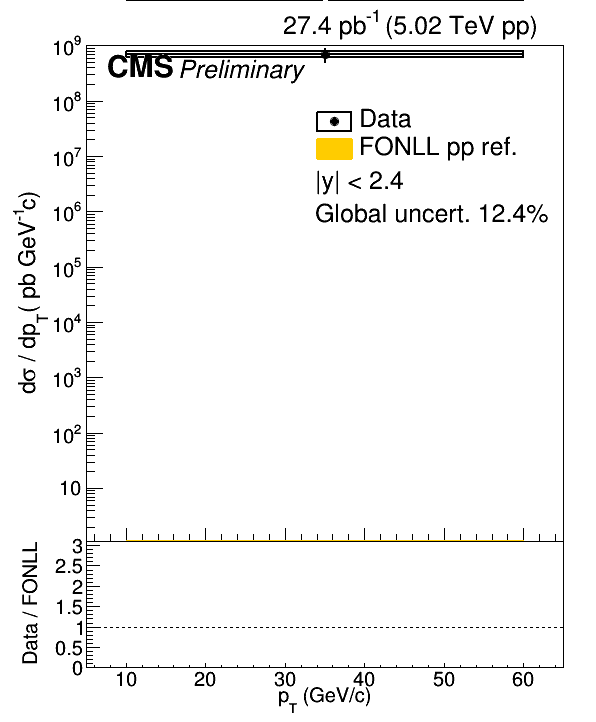 27.4 pb⁻¹ (5.02 TeV pp)
10⁹
CMS Preliminary
10⁸
Data
FONLL pp ref.
10⁷
|y| < 2.4
10⁶
Global uncert. 12.4%
10⁵
10⁴
10³
10²
10
dσ / dp_T( pb GeV⁻¹c)
3
2.5
2
1.5
1
0.5
0
Data / FONLL
10 20 30 40 50 60
p_T (GeV/c)